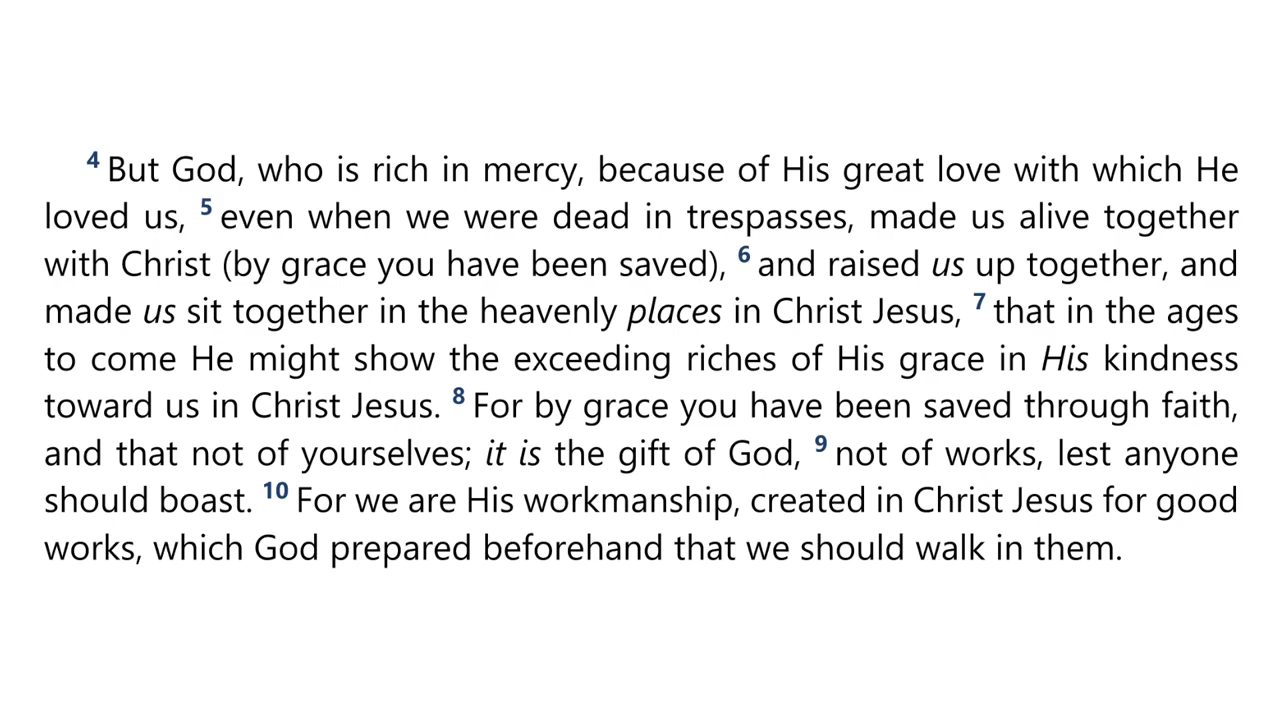 4 But God, who is rich in mercy, because of His great love with which He
loved us, 5 even when we were dead in trespasses, made us alive together
with Christ (by grace you have been saved), 6 and raised us up together, and
made us sit together in the heavenly places in Christ Jesus, 7 that in the ages
to come He might show the exceeding riches of His grace in His kindness
toward us in Christ Jesus. 8 For by grace you have been saved through faith,
and that not of yourselves; it is the gift of God, 9 not of works, lest anyone
should boast. 10 For we are His workmanship, created in Christ Jesus for good
works, which God prepared beforehand that we should walk in them.